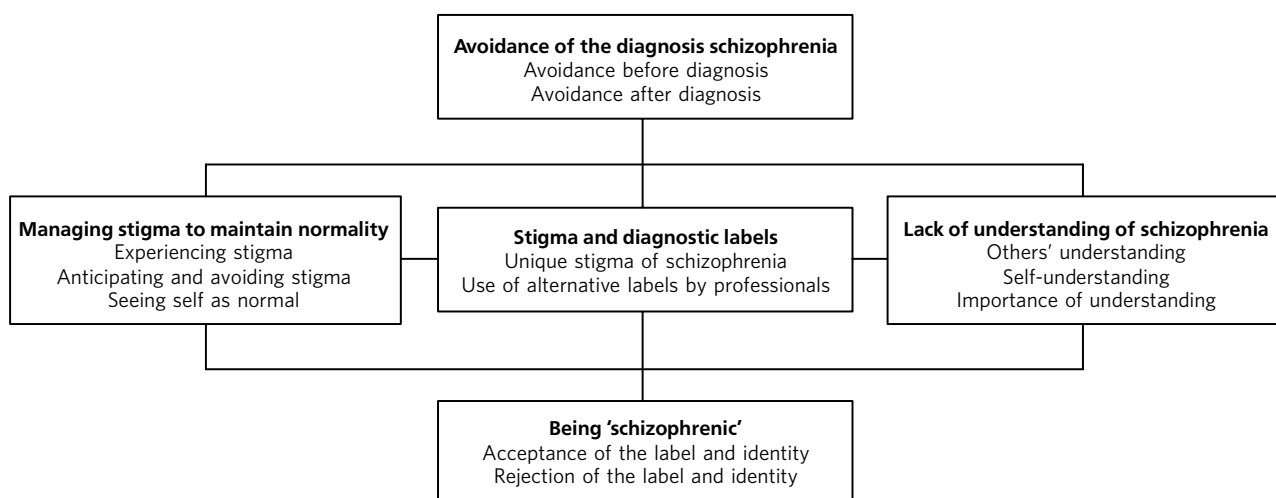 Avoidance of the diagnosis schizophrenia
Avoidance before diagnosis
Avoidance after diagnosis
Managing stigma to maintain normality
Experiencing stigma
Anticipating and avoiding stigma
Seeing self as normal
Stigma and diagnostic labels
Unique stigma of schizophrenia
Use of alternative labels by professionals
Lack of understanding of schizophrenia
Others’ understanding
Self-understanding
Importance of understanding
Being ‘schizophrenic’
Acceptance of the label and identity
Rejection of the label and identity